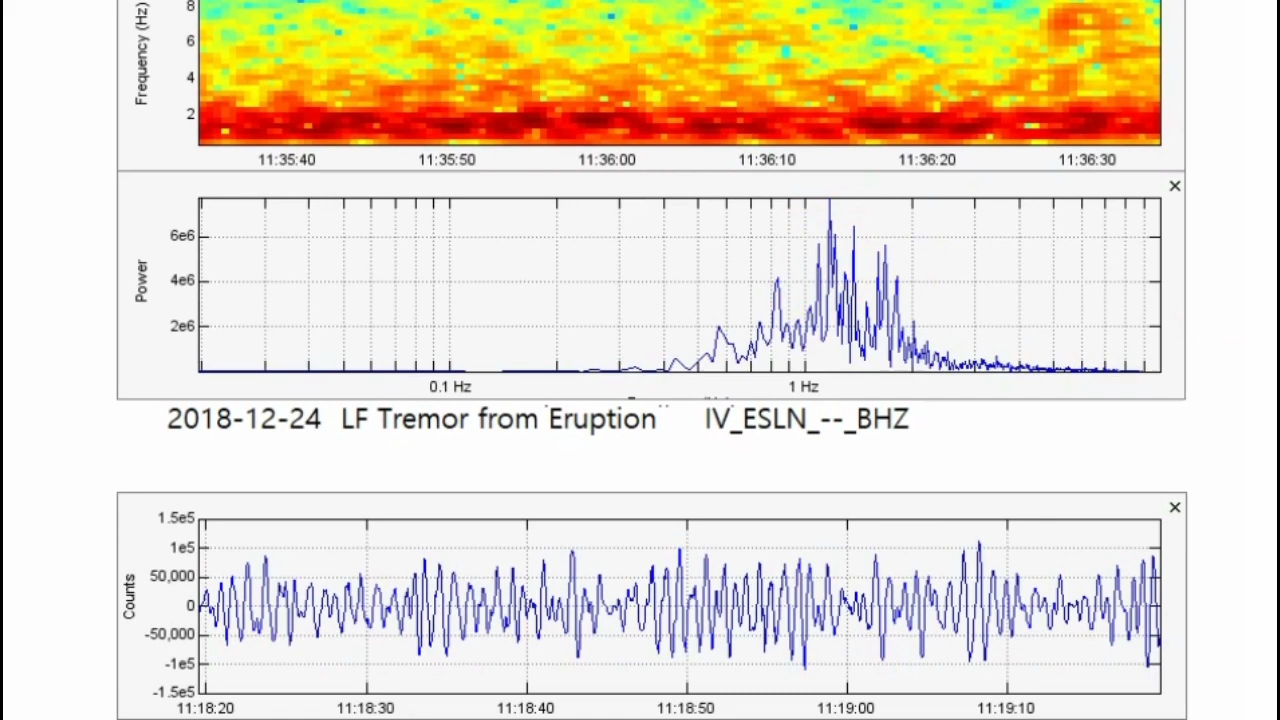 8
6
4
2
Frequency (Hz)
11:35:40 11:35:50 11:36:00 11:36:10 11:36:20 11:36:30
6e6
4e6
2e6
Power
0.1 Hz 1 Hz
2018-12-24 LF Tremor from Eruption IV_ESLN_--_BHZ
1.5e5
1e5
50,000
0
-50,000
-1e5
-1.5e5
Counts
11:18:20 11:18:30 11:18:40 11:18:50 11:19:00 11:19:10